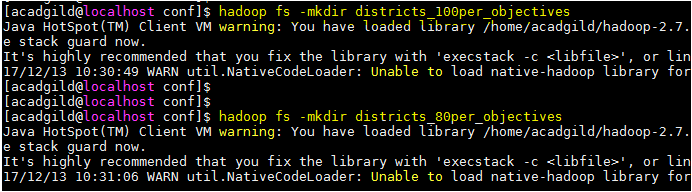 [acadgild@localhost conf]$ hadoop fs -mkdir districts_100per_objectives
Java HotSpot(TM) Client VM warning: You have loaded library /home/acadgild/hadoop-2.7.
e stack guard now.
It's highly recommended that you fix the library with 'execstack -c <libfile>', or lin
17/12/13 10:30:49 WARN util.NativeCodeLoader: Unable to load native-hadoop library for
[acadgild@localhost conf]$
[acadgild@localhost conf]$
[acadgild@localhost conf]$ hadoop fs -mkdir districts_80per_objectives
Java HotSpot(TM) Client VM warning: You have loaded library /home/acadgild/hadoop-2.7.
e stack guard now.
It's highly recommended that you fix the library with 'execstack -c <libfile>', or lin
17/12/13 10:31:06 WARN util.NativeCodeLoader: Unable to load native-hadoop library for